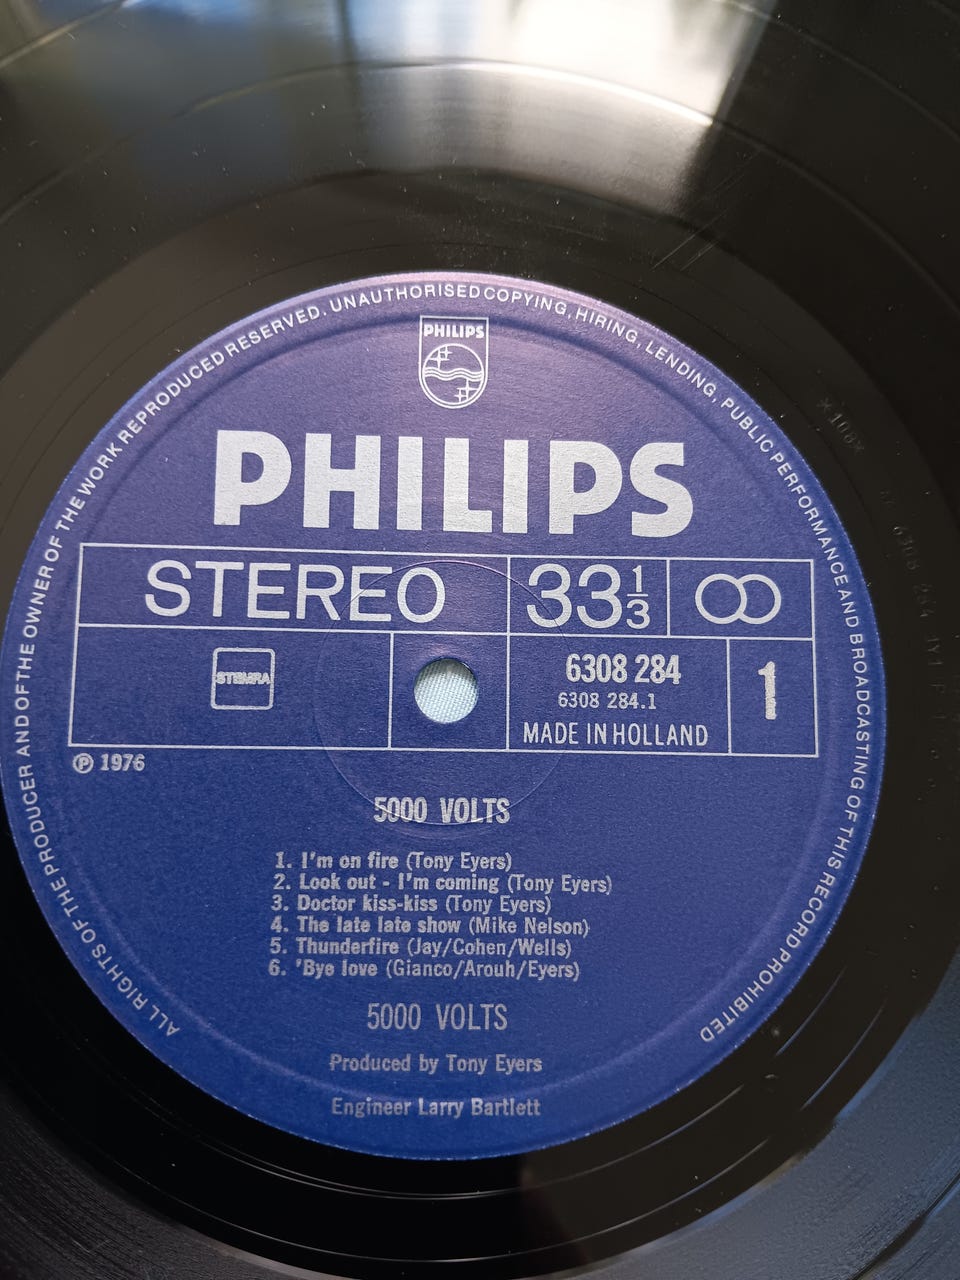 ALL RIGHTS OF THE PRODUCER AND OF THE OWNER OF THE WORK REPRODUCED RESERVED. UNAUTHORISED COPYING, HIRING, LENDING, PUBLIC PERFORMANCE AND BROADCASTING OF THIS RECORD PROHIBITED
PHILIPS
PHILIPS
STEREO 33 1/3
STEMRA
6308 284
6308 284.1
MADE IN HOLLAND
1
℗ 1976
5000 VOLTS
1. I'm on fire (Tony Eyers)
2. Look out - I'm coming (Tony Eyers)
3. Doctor kiss-kiss (Tony Eyers)
4. The late late show (Mike Nelson)
5. Thunderfire (Jay/Cohen/Wells)
6. 'Bye love (Gianco/Arouh/Eyers)
5000 VOLTS
Produced by Tony Eyers
Engineer Larry Bartlett
6308 284